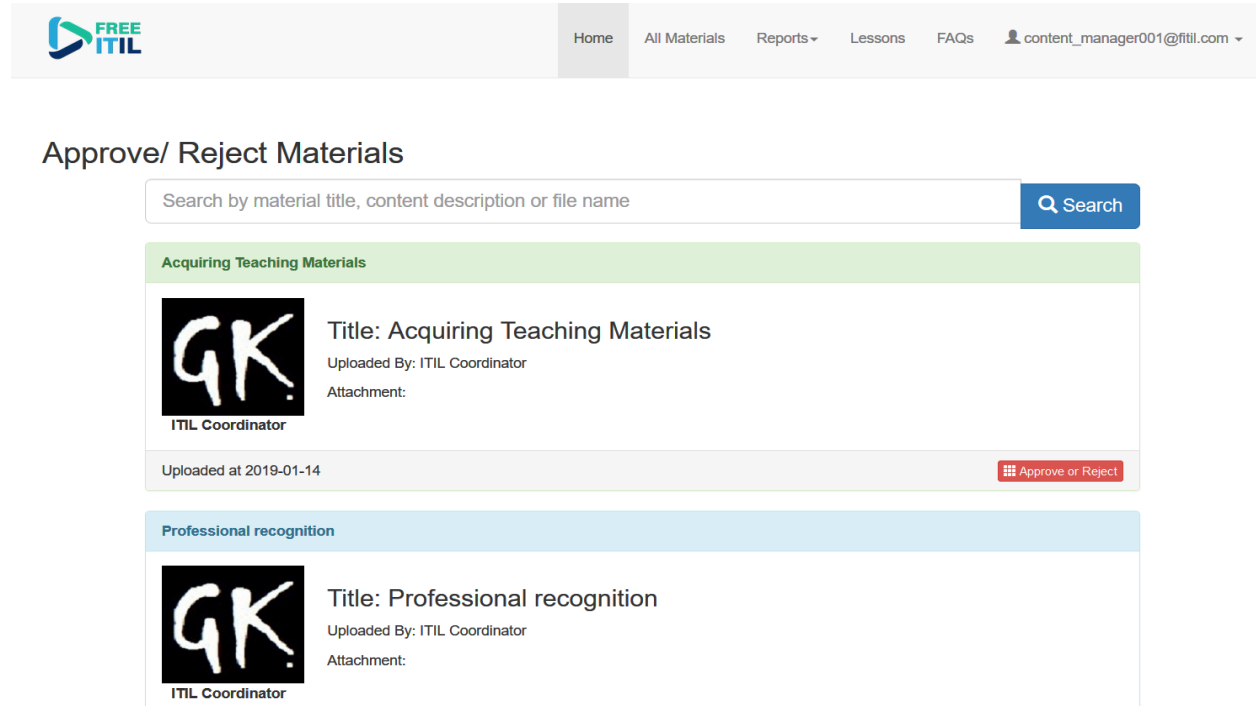 FREE
ITIL
Home All Materials Reports Lessons FAQs content_manager001@fitil.com
Approve/ Reject Materials
Search by material title, content description or file name
Search
Acquiring Teaching Materials
GK.
Title: Acquiring Teaching Materials
Uploaded By: ITIL Coordinator
Attachment:
ITIL Coordinator
Uploaded at 2019-01-14 Approve or Reject
Professional recognition
GK.
Title: Professional recognition
Uploaded By: ITIL Coordinator
Attachment:
ITIL Coordinator